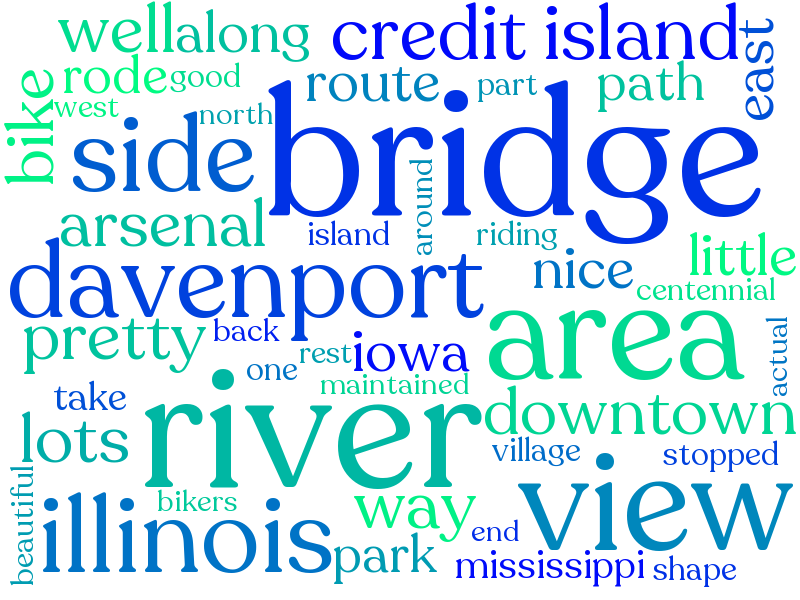 well along credit island
rode good route part path east
bike west north
side bridge
arsenal island around riding
davenport nice little
centennial
pretty back iowa area actual
one rest
take maintained
lots river downtown
village stopped
beautiful illinois bikers way view
park end
mississippi shape